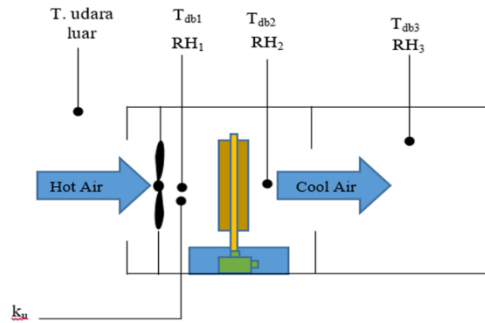 T. udara
luar
Tdb1
RH1
Tdb2
RH2
Tdb3
RH3
Hot Air
Cool Air
ku